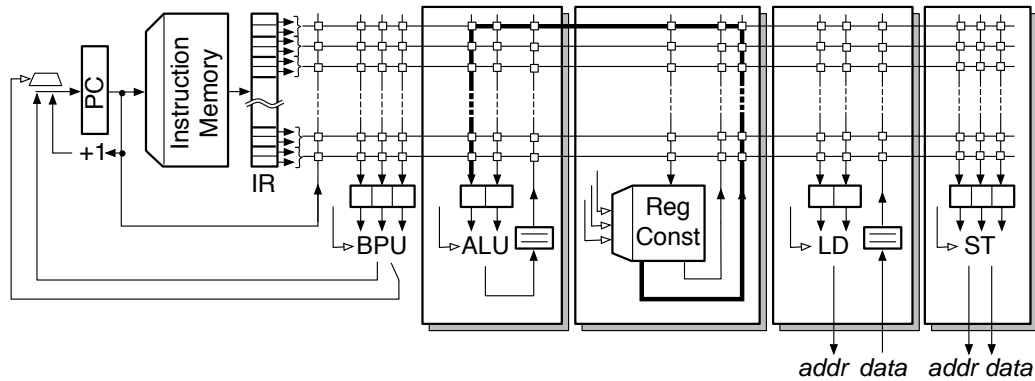 PC
Instruction
Memory
+1
IR
BPU
ALU
Reg
Const
LD
ST
addr data addr data